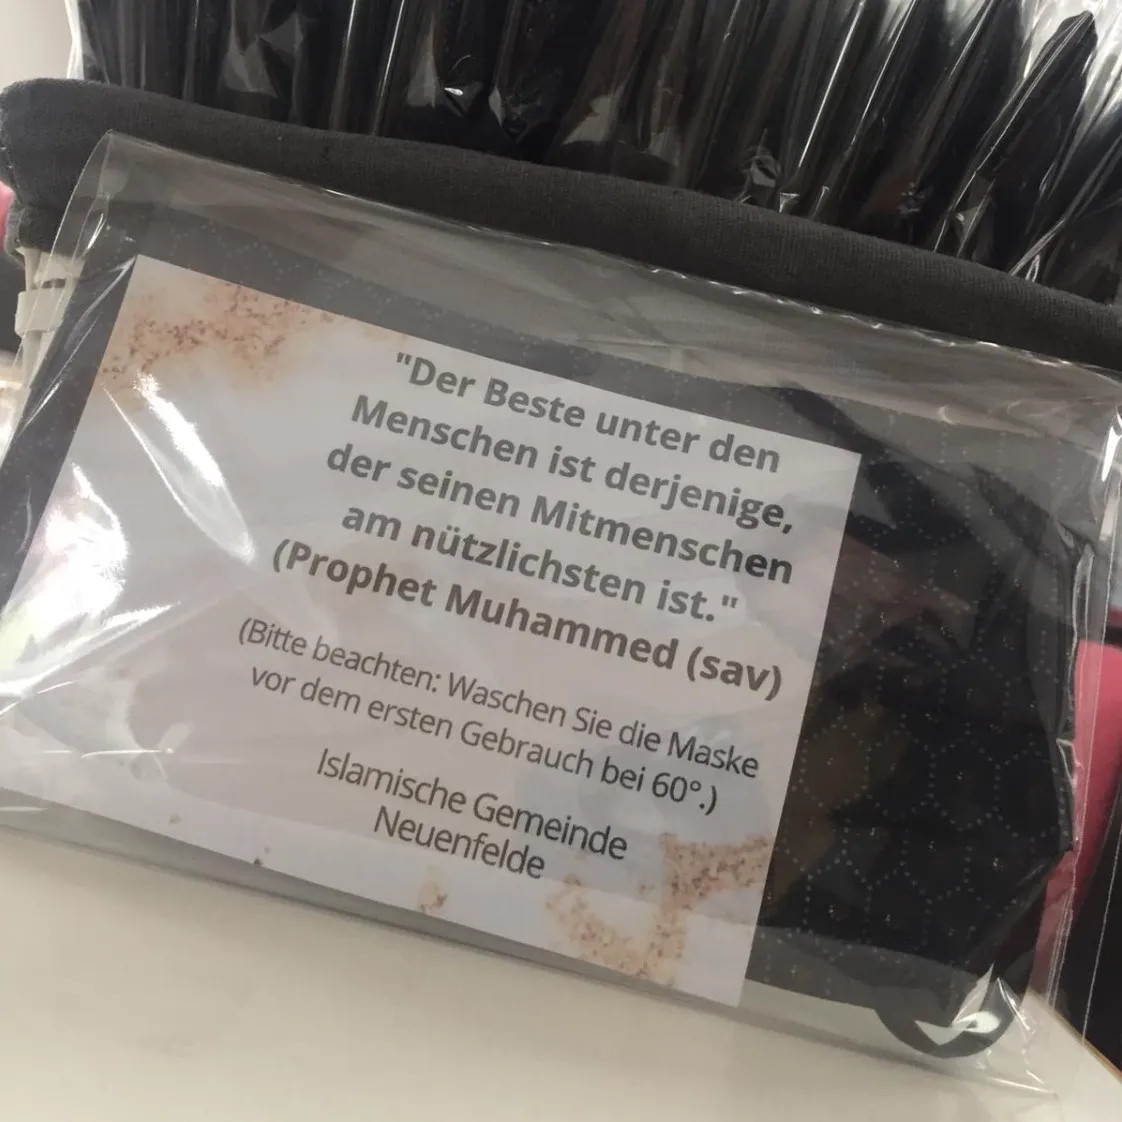 "Der Beste unter den
Menschen ist derjenige,
der seinen Mitmenschen
am nützlichsten ist."
(Prophet Muhammed (sav)
(Bitte beachten: Waschen Sie die Maske
vor dem ersten Gebrauch bei 60°.)
Islamische Gemeinde
Neuenfelde